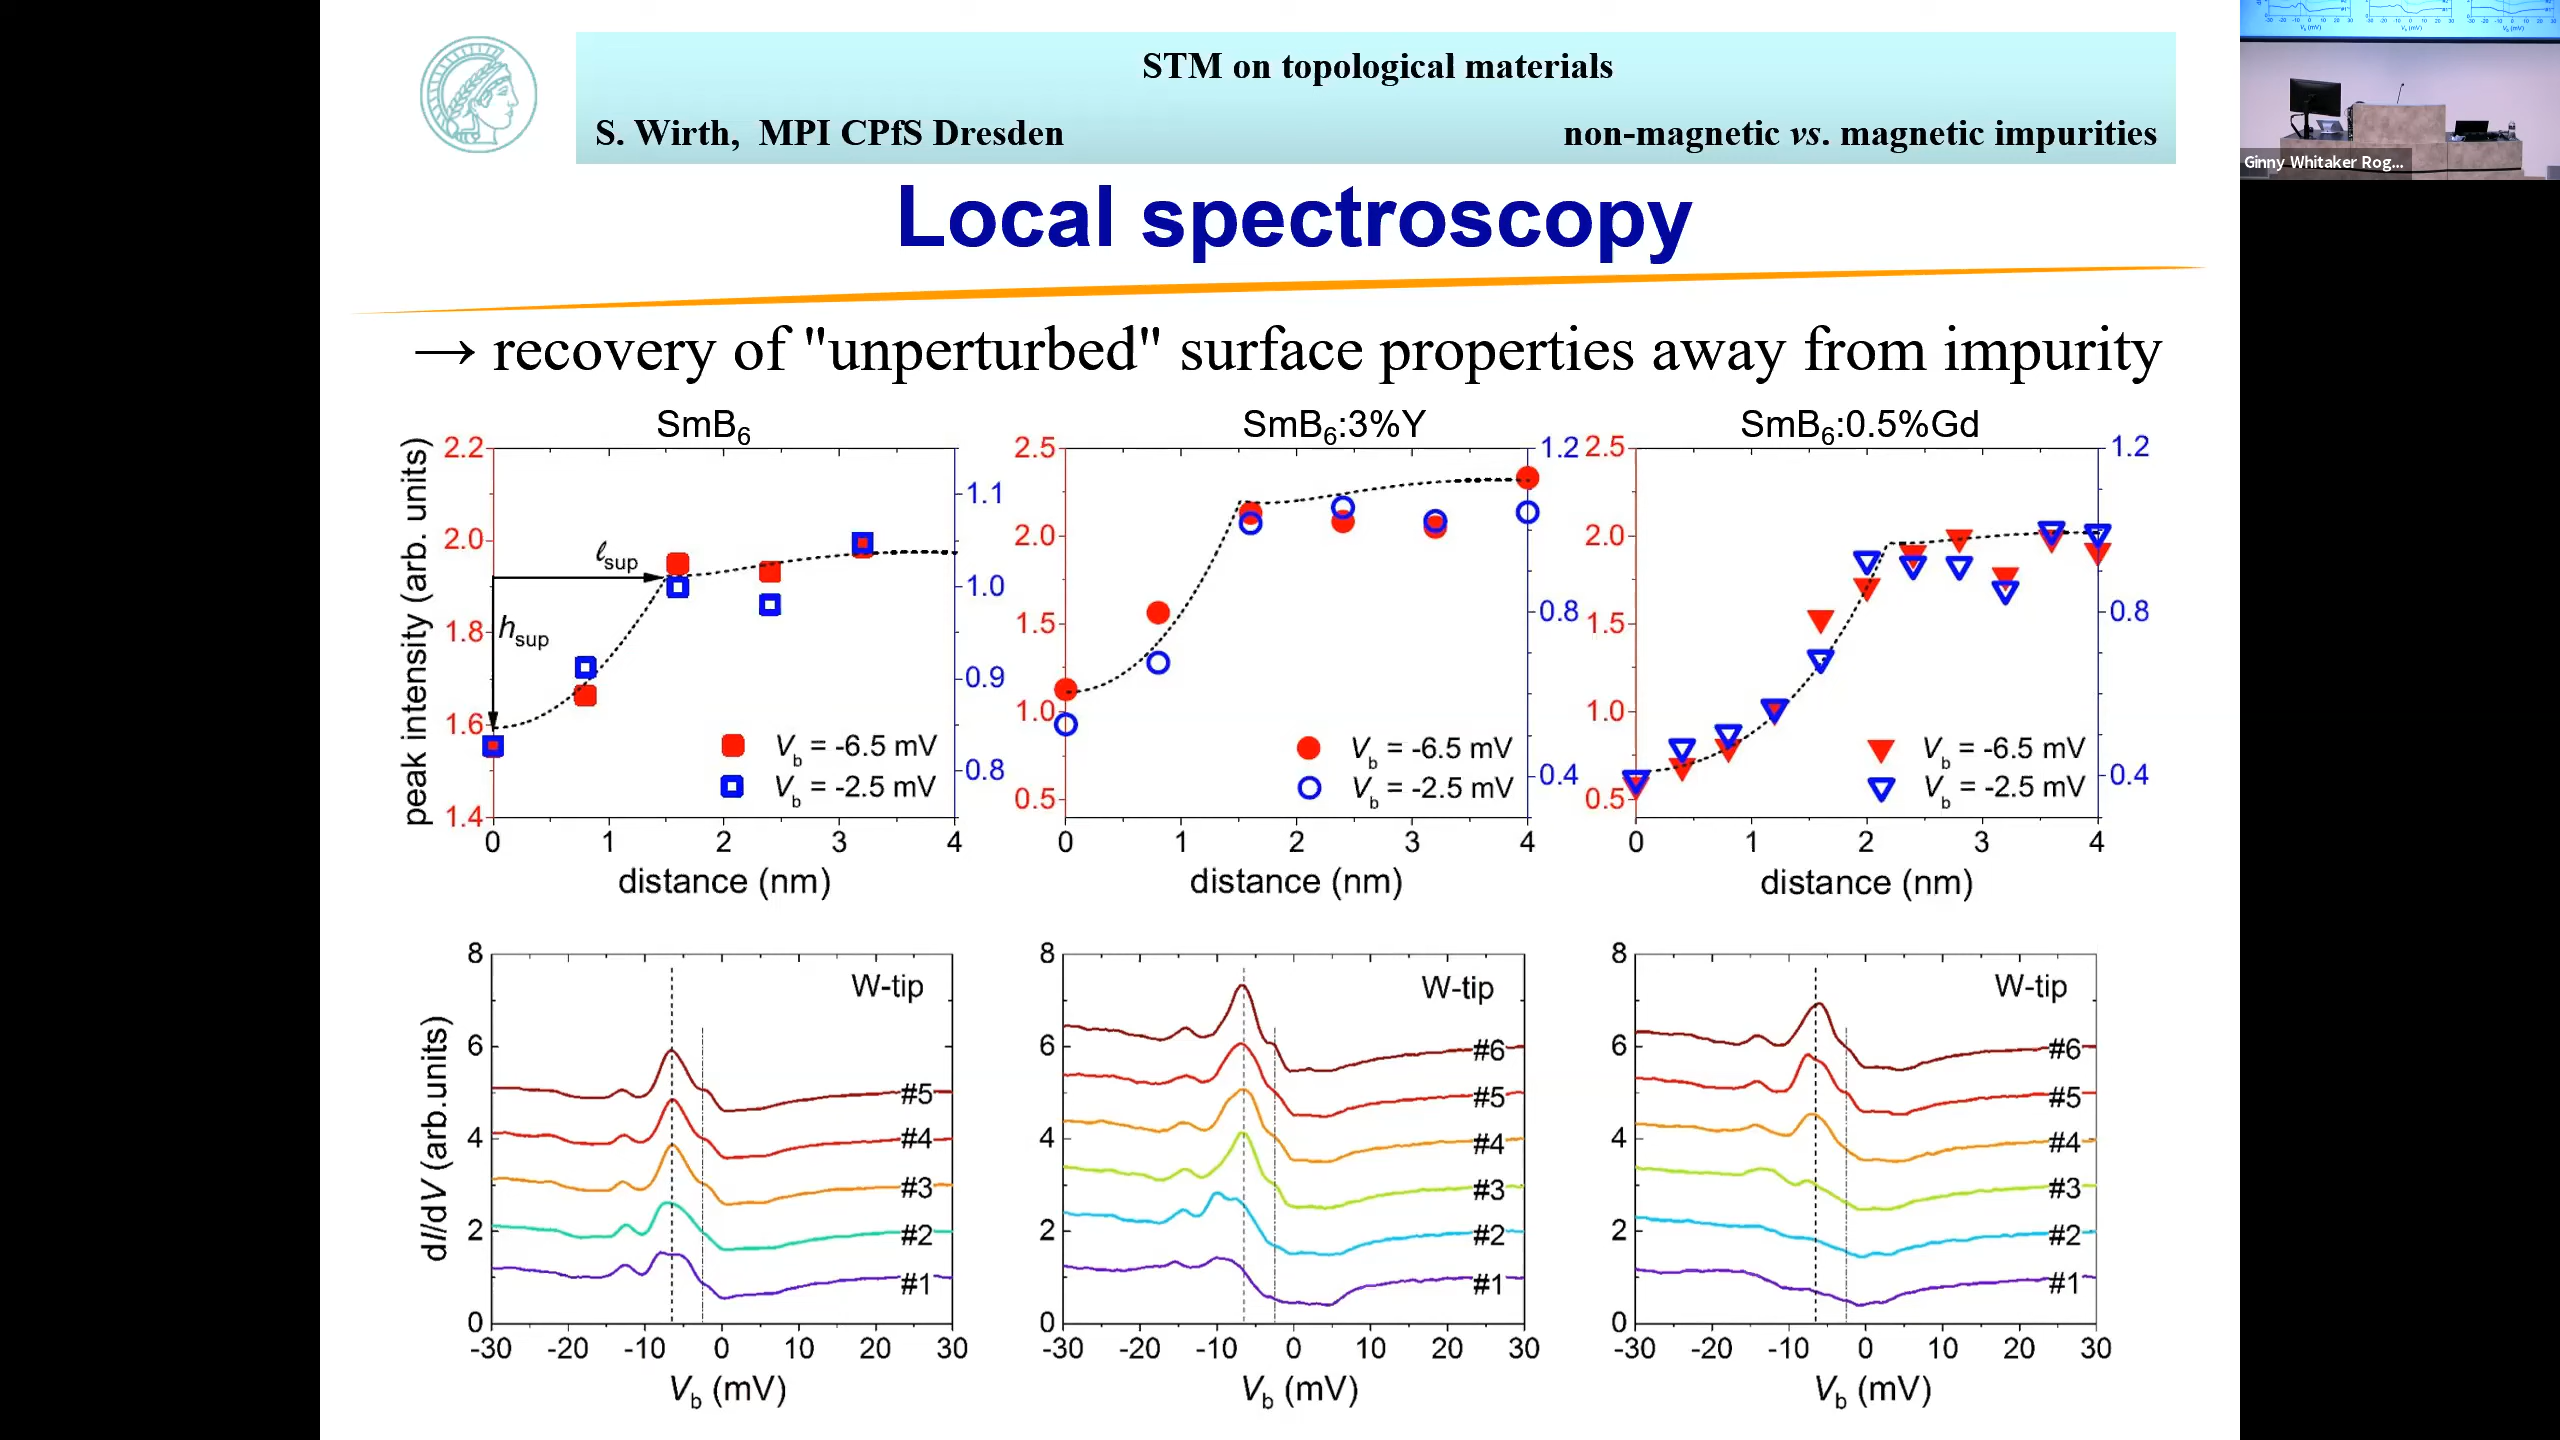 STM on topological materials
S. Wirth, MPI CPfS Dresden
non-magnetic vs. magnetic impurities
Ginny Whitaker Rog...
Local spectroscopy
→ recovery of "unperturbed" surface properties away from impurity
SmB6
SmB6:3%Y
SmB6:0.5%Gd
peak intensity (arb. units)
2.2
2.0
1.8
1.6
1.4
1.1
1.0
0.9
0.8
ℓsup
hsup
Vb = -6.5 mV
Vb = -2.5 mV
0 1 2 3 4
distance (nm)
2.5
2.0
1.5
1.0
0.5
1.2
0.8
0.4
Vb = -6.5 mV
Vb = -2.5 mV
0 1 2 3 4
distance (nm)
2.5
2.0
1.5
1.0
0.5
1.2
0.8
0.4
Vb = -6.5 mV
Vb = -2.5 mV
0 1 2 3 4
distance (nm)
dI/dV (arb.units)
8
6
4
2
0
W-tip
#5
#4
#3
#2
#1
-30 -20 -10 0 10 20 30
Vb (mV)
8
6
4
2
0
W-tip
#6
#5
#4
#3
#2
#1
-30 -20 -10 0 10 20 30
Vb (mV)
8
6
4
2
0
W-tip
#6
#5
#4
#3
#2
#1
-30 -20 -10 0 10 20 30
Vb (mV)